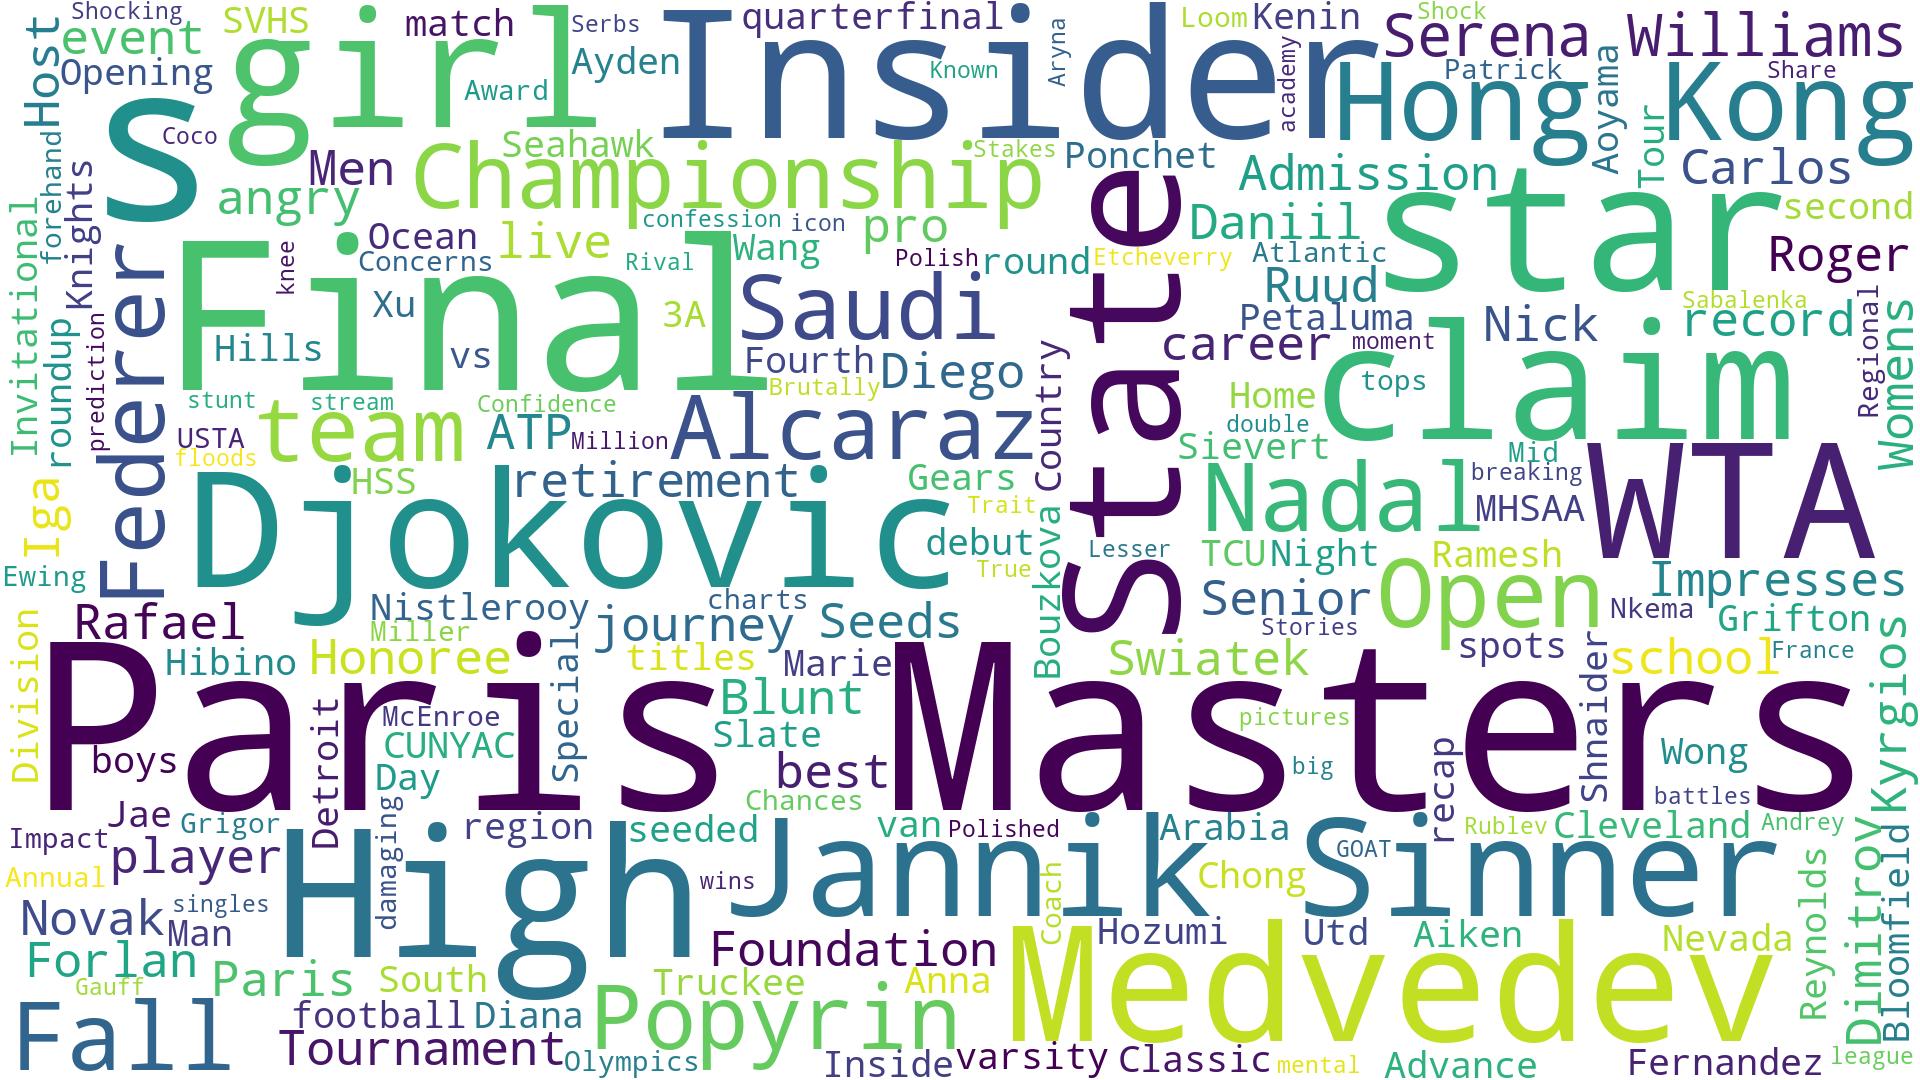 Shocking
SVHS
girl
match
Serbs
Insider
quarterfinal
Loom
Kenin
Shock
Serena
Williams
Host
event
Opening
Ayden
Award
Known
Aryna
academy
Hong
Patrick
Kong
Share
Aoyama
Tour
S
Coco
forehand
Knights
Men
angry
Seahawk
Championship
Stakes
Ponchet
Admission
Carlos
State
Daniil
star
second
Invitational
Federer
Final
knee
Ocean
Concerns
live
confession
icon
pro
Wang
Rival
Polish
round
Etcheverry
Atlantic
Roger
Ruud
Sabalenka
record
Regional
Womens
roundup
prediction
Xu
3A
Saudi
Petaluma
Nick
Hills
vs
Fourth
Brutally
Diego
Country
career
moment
claim
tops
stunt
stream
Confidence
Home
double
team
ATP
Million
Alcaraz
USTA
floods
Sievert
Mid
breaking
WTA
Iga
HSS
retirement
Gears
Trait
Nadal
MHSAA
Djokovic
debut
True
Bouzkova
Lesser
TCU
Night
Ramesh
Ewing
Open
Impresses
Division
Rafael
Nistlerooy
charts
journey
Seeds
Senior
Stories
Nkema
Grifton
Miller
Hibino
Honoree
Special
titles
Marie
Swiatek
spots
Shnaider
school
France
Kyrgios
Paris Masters
Blunt
McEnroe
Detroit
CUNYAC
Slate
pictures
boys
Day
best
big
recap
Wong
battles
Chances
Jae
Grigor
Impact
damaging
region
seeded
van
Polished
Arabia
GOAT
Rublev
Cleveland
Andrey
player
High
Jannik
Sinner
Dimitrov
Reynolds
Bloomfield
Annual
wins
Coach
Chong
Novak
singles
Man
Hozumi
Utd
Aiken
Nevada
Forlan
Foundation
Medvedev
Gauff
Paris
South
Truckee
Anna
Fall
football
Diana
Popyrin
Tournament
Olympics
Inside
varsity
Classic
mental
Advance
Fernandez
league